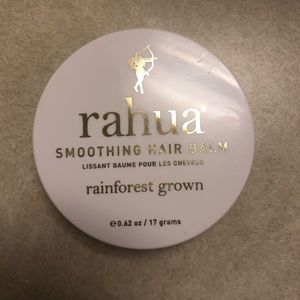 rahua
SMOOTHING HAIR BALM
LISSANT BAUME POUR LES CHEVEUX
rainforest grown
℮ 0.62 oz / 17 grams